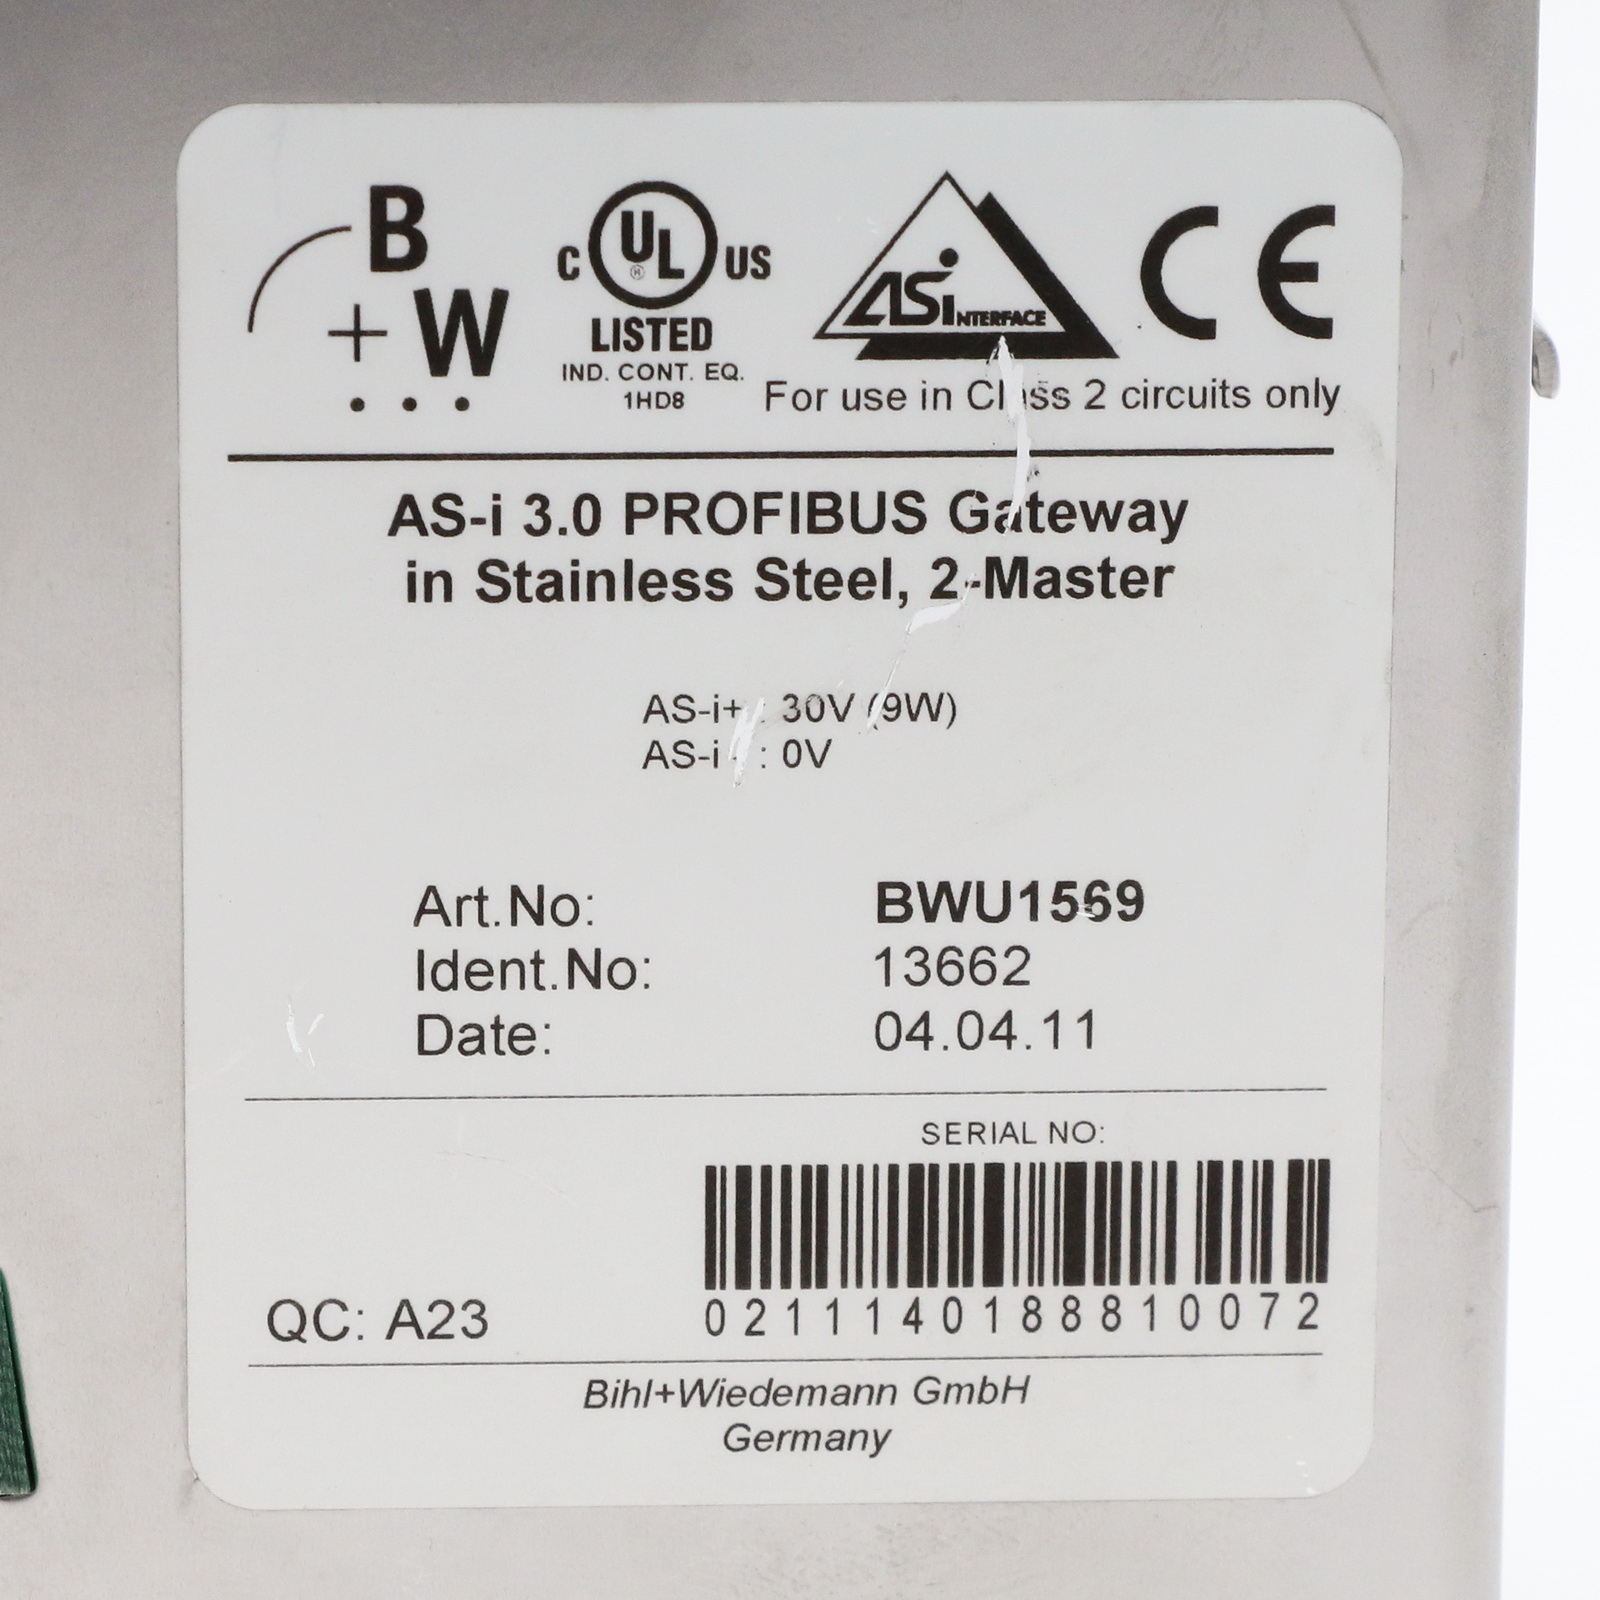 B
+W
C UL® US
LISTED
IND. CONT. EQ.
1HD8
ASi INTERFACE
CE
For use in Class 2 circuits only
AS-i 3.0 PROFIBUS Gateway
in Stainless Steel, 2-Master
AS-i+ : 30V (9W)
AS-i - : 0V
Art.No: BWU1569
Ident.No: 13662
Date: 04.04.11
SERIAL NO:
QC: A23
0211140188810072
Bihl+Wiedemann GmbH
Germany